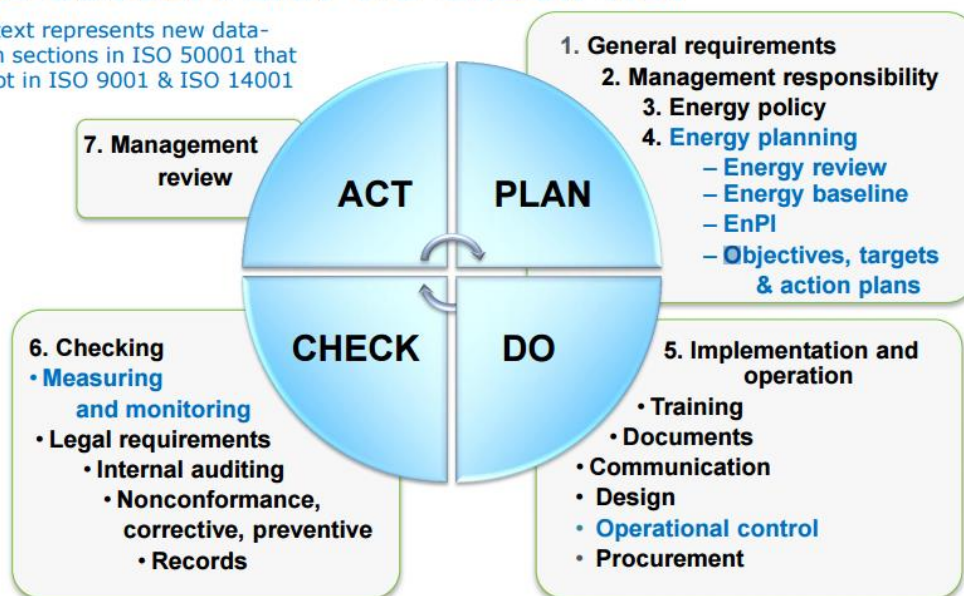 text represents new data-
sections in ISO 50001 that
in ISO 9001 & ISO 14001
7. Management
review
ACT
PLAN
CHECK
DO
1. General requirements
2. Management responsibility
3. Energy policy
4. Energy planning
– Energy review
– Energy baseline
– EnPI
– Objectives, targets
& action plans
6. Checking
• Measuring
and monitoring
• Legal requirements
• Internal auditing
• Nonconformance,
corrective, preventive
• Records
5. Implementation and
operation
• Training
• Documents
• Communication
• Design
• Operational control
• Procurement